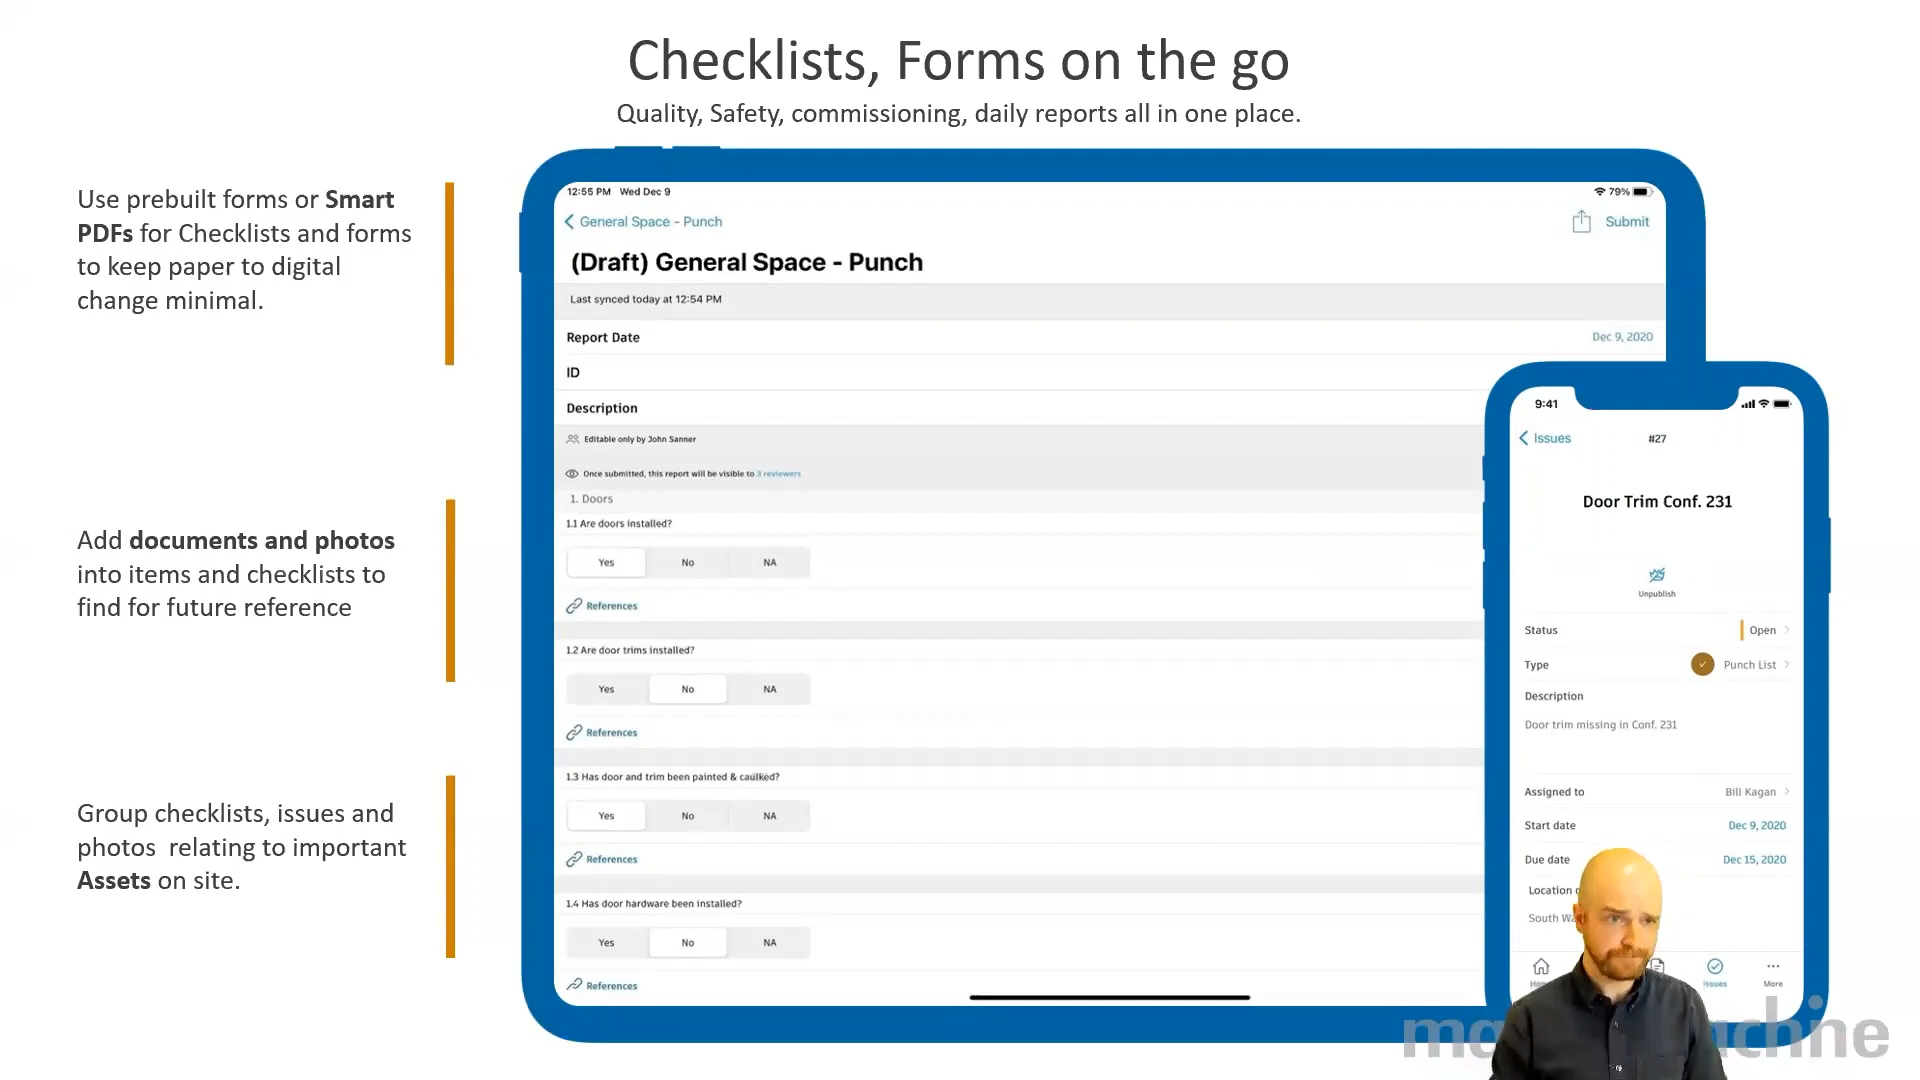 Checklists, Forms on the go
Quality, Safety, commissioning, daily reports all in one place.
Use prebuilt forms or Smart
PDFs for Checklists and forms
to keep paper to digital
change minimal.
Add documents and photos
into items and checklists to
find for future reference
Group checklists, issues and
photos relating to important
Assets on site.
12:55 PM Wed Dec 9
79%
General Space - Punch
Submit
(Draft) General Space - Punch
Last synced today at 12:54 PM
Report Date
Dec 9, 2020
ID
Description
Editable only by John Sanner
Once submitted, this report will be visible to 3 reviewers
1. Doors
1.1 Are doors installed?
Yes No NA
References
1.2 Are door trims installed?
Yes No NA
References
1.3 Has door and trim been painted & caulked?
Yes No NA
References
1.4 Has door hardware been installed?
Yes No NA
References
9:41
Issues
#27
Door Trim Conf. 231
Unpublish
Status
Open
Type
Punch List
Description
Door trim missing in Conf. 231
Assigned to
Bill Kagan
Start date
Dec 9, 2020
Due date
Dec 15, 2020
Location
South
Issues
More